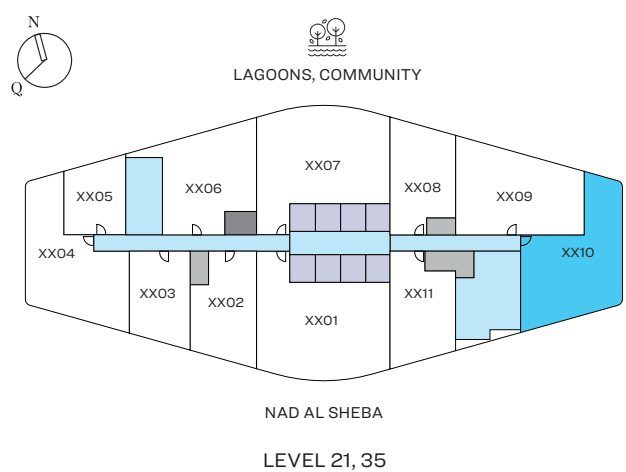 N
Q
LAGOONS, COMMUNITY
XX07
XX06
XX08
XX05
XX09
XX04
XX10
XX03
XX02
XX11
XX01
NAD AL SHEBA
LEVEL 21, 35